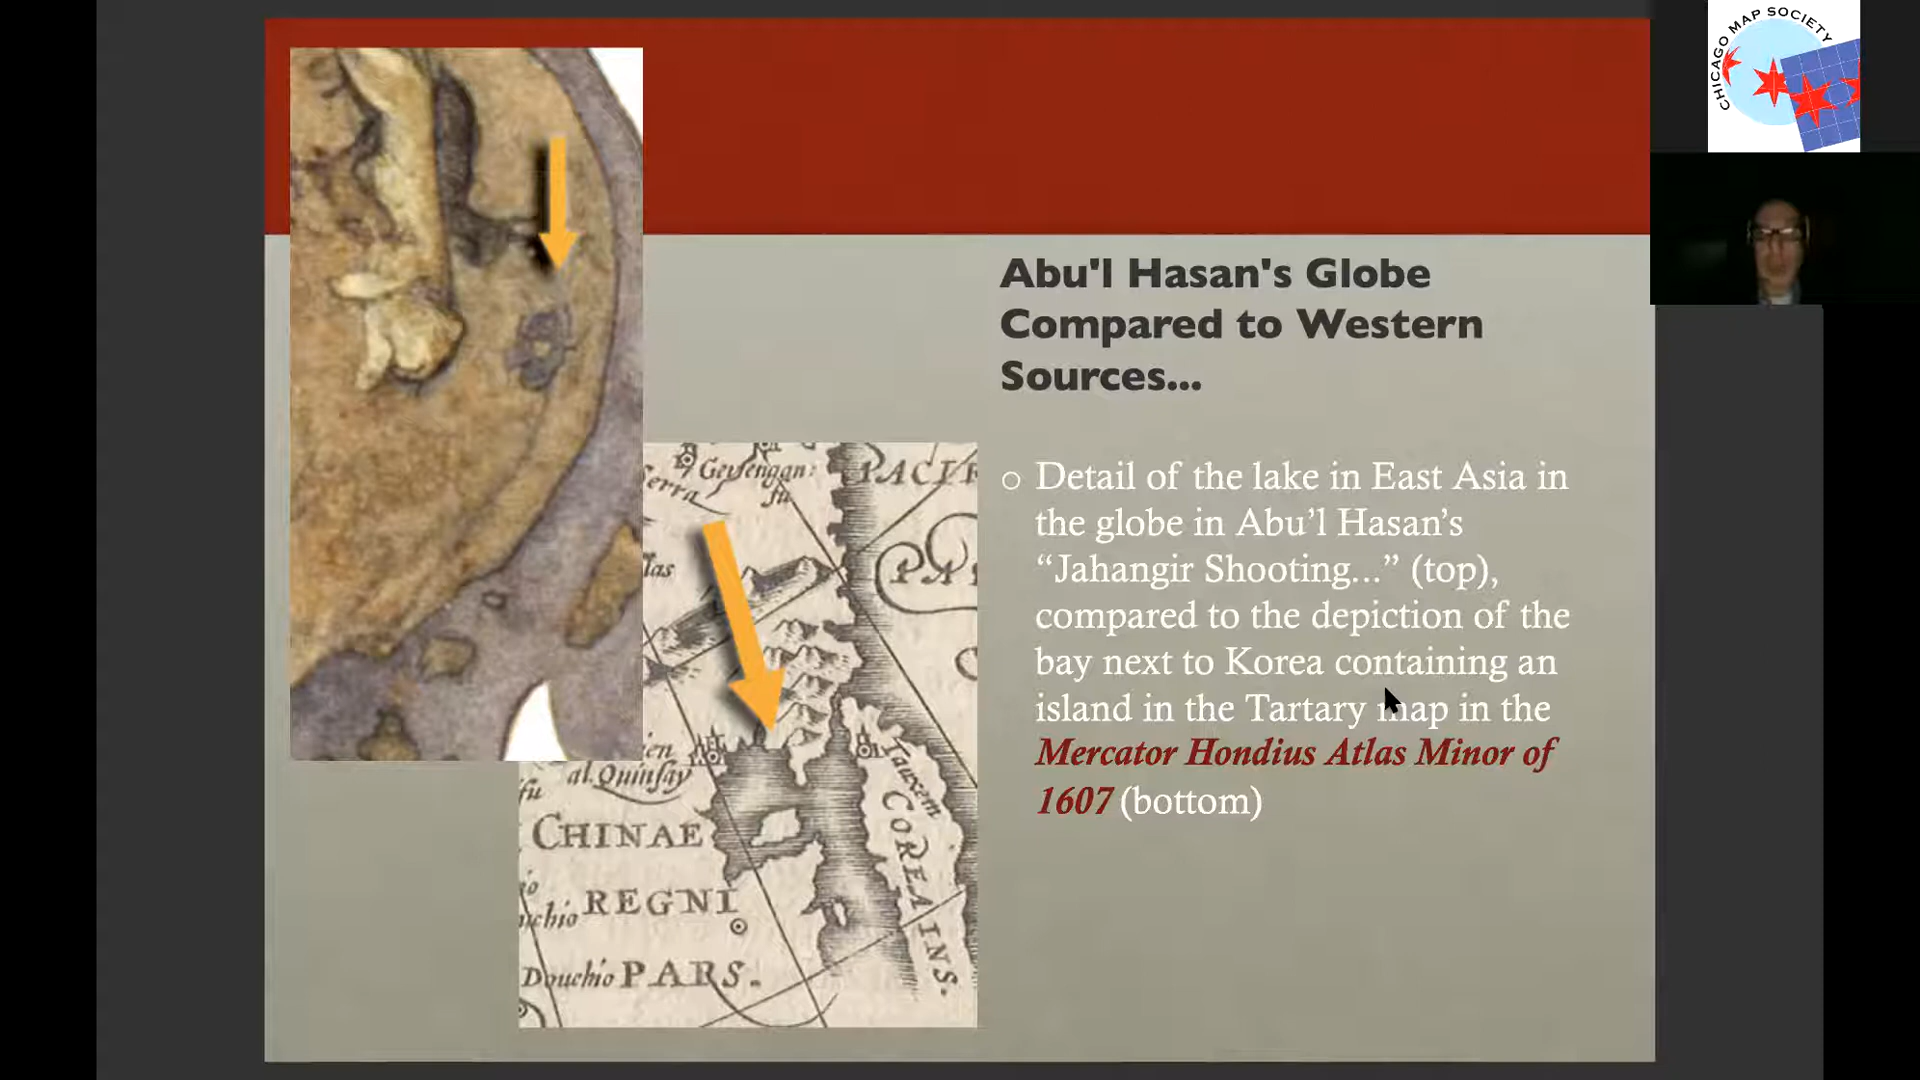 CHICAGO MAP SOCIETY
Abu'l Hasan's Globe
Compared to Western
Sources...
Detail of the lake in East Asia in
the globe in Abu’l Hasan’s
“Jahangir Shooting...” (top),
compared to the depiction of the
bay next to Korea containing an
island in the Tartary map in the
Mercator Hondius Atlas Minor of
1607 (bottom)
PACIF
CHINAE
REGNI
Douchio PARS.
COREA INS.